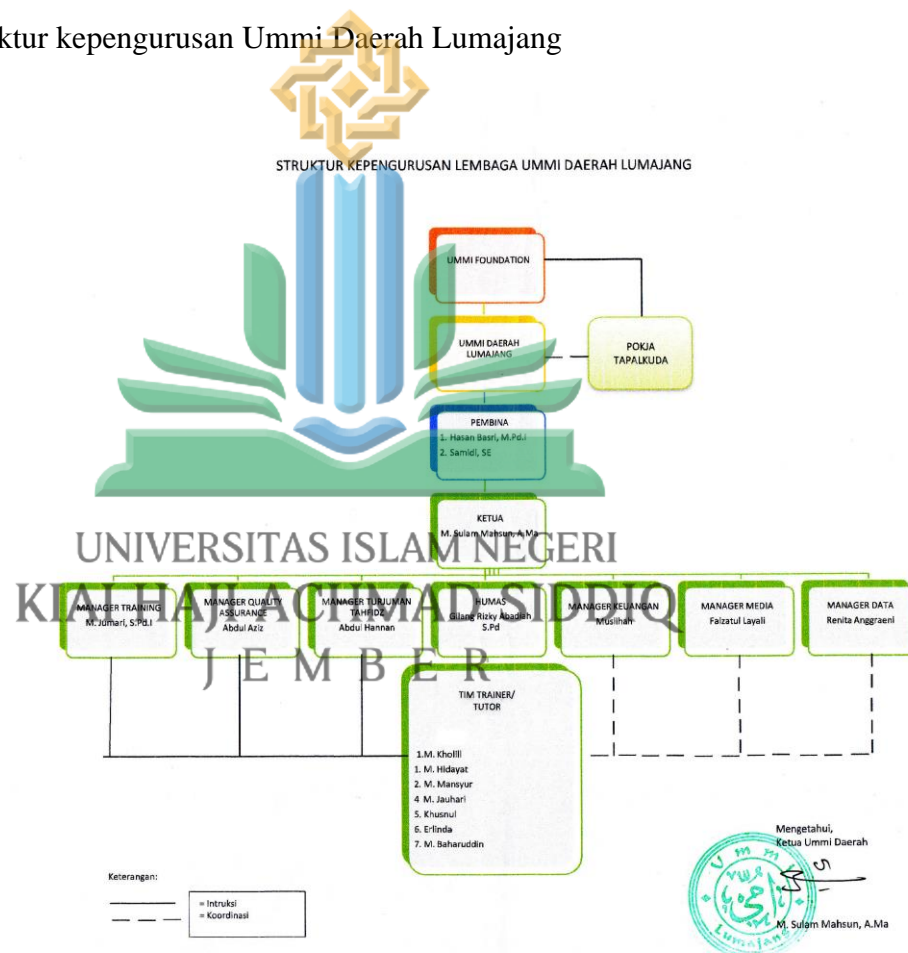 ktur kepengurusan Ummi Daerah Lumajang
STRUKTUR KEPENGURUSAN LEMBAGA UMMI DAERAH LUMAJANG
UMMI FOUNDATION
UMMI DAERAH
LUMAJANG
POKJA
TAPALKUDA
PEMBINA
1. Hasan Basri, M.Pd.I
2. Samidi, SE
KETUA
M. Sulam Mahsun, A.Ma
UNIVERSITAS ISLAM NEGERI
KIAI HAJI ACHMAD SIDDIQ
JEMBER
MANAGER TRAINING
M. Jumari, S.Pd.I
MANAGER QUALITY
ASSURANCE
Abdul Aziz
MANAGER TURJUMAN
TAHFIDZ
Abdul Hannan
HUMAS
Gilang Rizky Abadiah
S.Pd
MANAGER KEUANGAN
Muslihah
MANAGER MEDIA
Faizatul Layali
MANAGER DATA
Renita Anggraeni
TIM TRAINER/
TUTOR
1.M. Kholili
1. M. Hidayat
2. M. Mansyur
4 M. Jauhari
5. Khusnul
6. Erlinda
7. M. Baharuddin
Keterangan:
= Intruksi
= Koordinasi
Mengetahui,
Ketua Ummi Daerah
Ummi
أمي
Lumajang
M. Sulam Mahsun, A.Ma